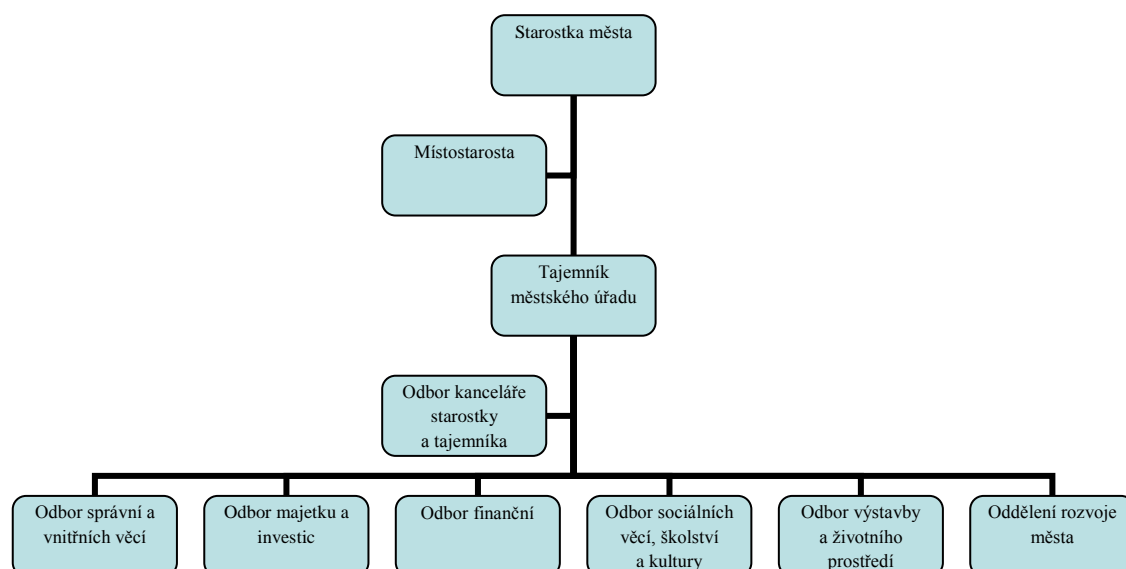 Starostka města
Místostarosta
Tajemník
městského úřadu
Odbor kanceláře
starostky
a tajemníka
Odbor správní a
vnitřních věcí
Odbor majetku a
investic
Odbor finanční
Odbor sociálních
věcí, školství
a kultury
Odbor výstavby
a životního
prostředí
Oddělení rozvoje
města